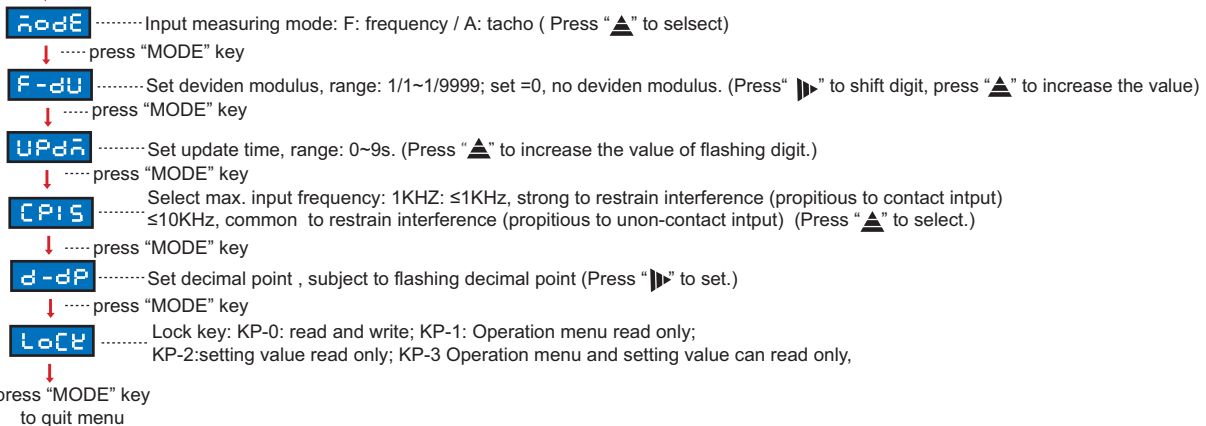 ModE Input measuring mode: F: frequency / A: tacho ( Press “▲” to selsect)
press “MODE” key
F-dU Set deviden modulus, range: 1/1~1/9999; set =0, no deviden modulus. (Press“ ▶” to shift digit, press “▲” to increase the value)
press “MODE” key
UPdM Set update time, range: 0~9s. (Press “▲” to increase the value of flashing digit.)
press “MODE” key
Select max. input frequency: 1KHZ: ≤1KHz, strong to restrain interference (propitious to contact intput)
CPIS ≤10KHz, common to restrain interference (propitious to unon-contact intput) (Press “▲” to select.)
press “MODE” key
d-dP Set decimal point , subject to flashing decimal point (Press “▶” to set.)
press “MODE” key
LoCK Lock key: KP-0: read and write; KP-1: Operation menu read only;
KP-2:setting value read only; KP-3 Operation menu and setting value can read only,
press “MODE” key
to quit menu